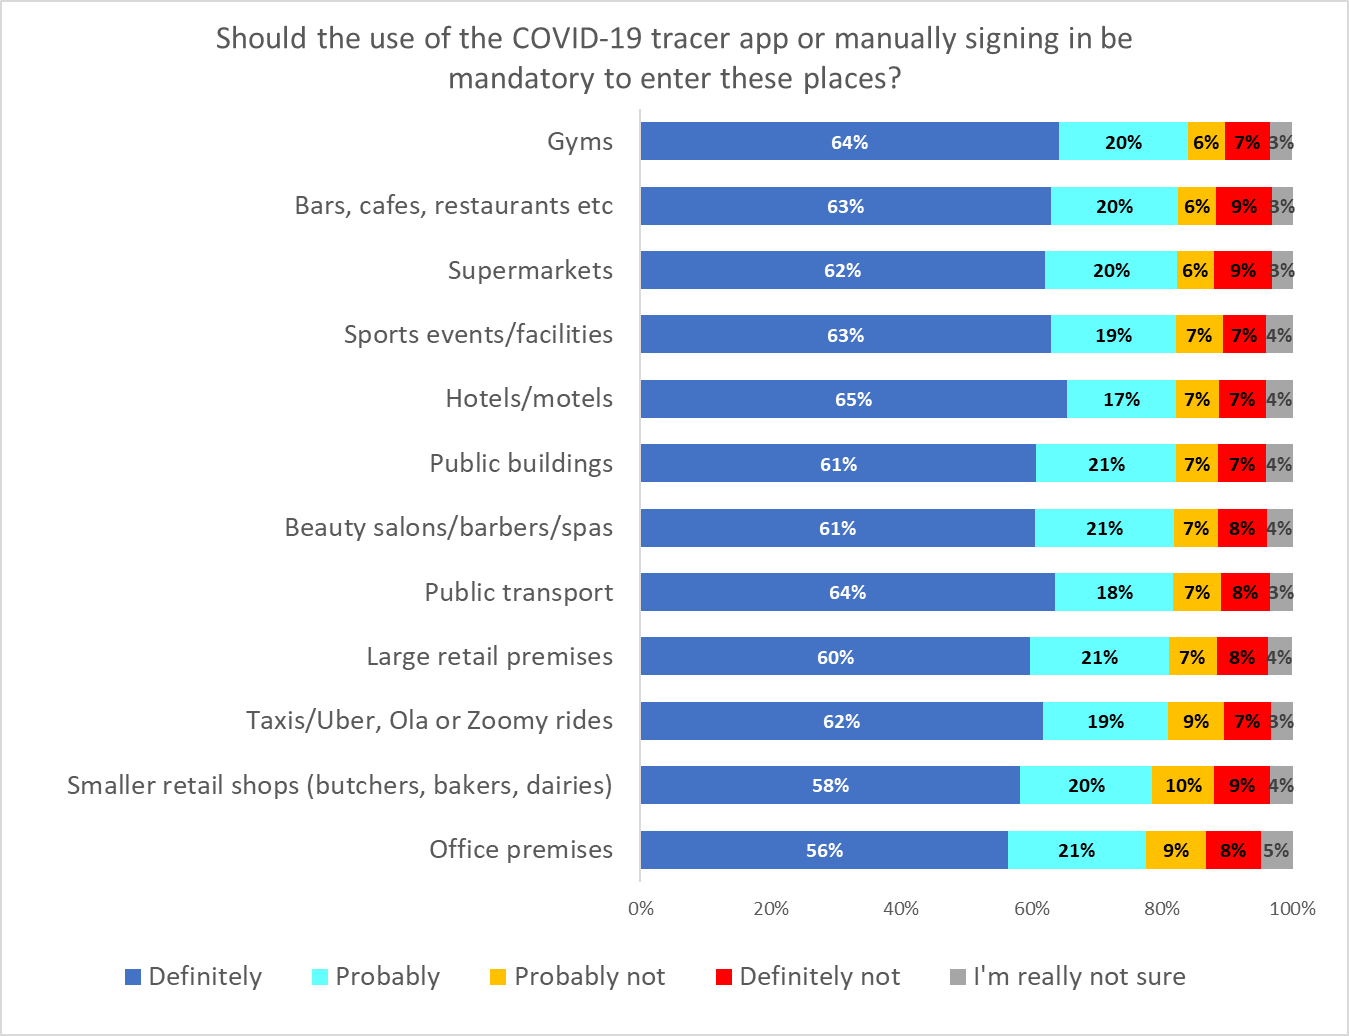 Should the use of the COVID-19 tracer app or manually signing in be
mandatory to enter these places?
Gyms 64% 20% 6% 7% 3%
Bars, cafes, restaurants etc 63% 20% 6% 9% 3%
Supermarkets 62% 20% 6% 9% 3%
Sports events/facilities 63% 19% 7% 7% 4%
Hotels/motels 65% 17% 7% 7% 4%
Public buildings 61% 21% 7% 7% 4%
Beauty salons/barbers/spas 61% 21% 7% 8% 4%
Public transport 64% 18% 7% 8% 3%
Large retail premises 60% 21% 7% 8% 4%
Taxis/Uber, Ola or Zoomy rides 62% 19% 9% 7% 3%
Smaller retail shops (butchers, bakers, dairies) 58% 20% 10% 9% 4%
Office premises 56% 21% 9% 8% 5%
0% 20% 40% 60% 80% 100%
Definitely Probably Probably not Definitely not I'm really not sure